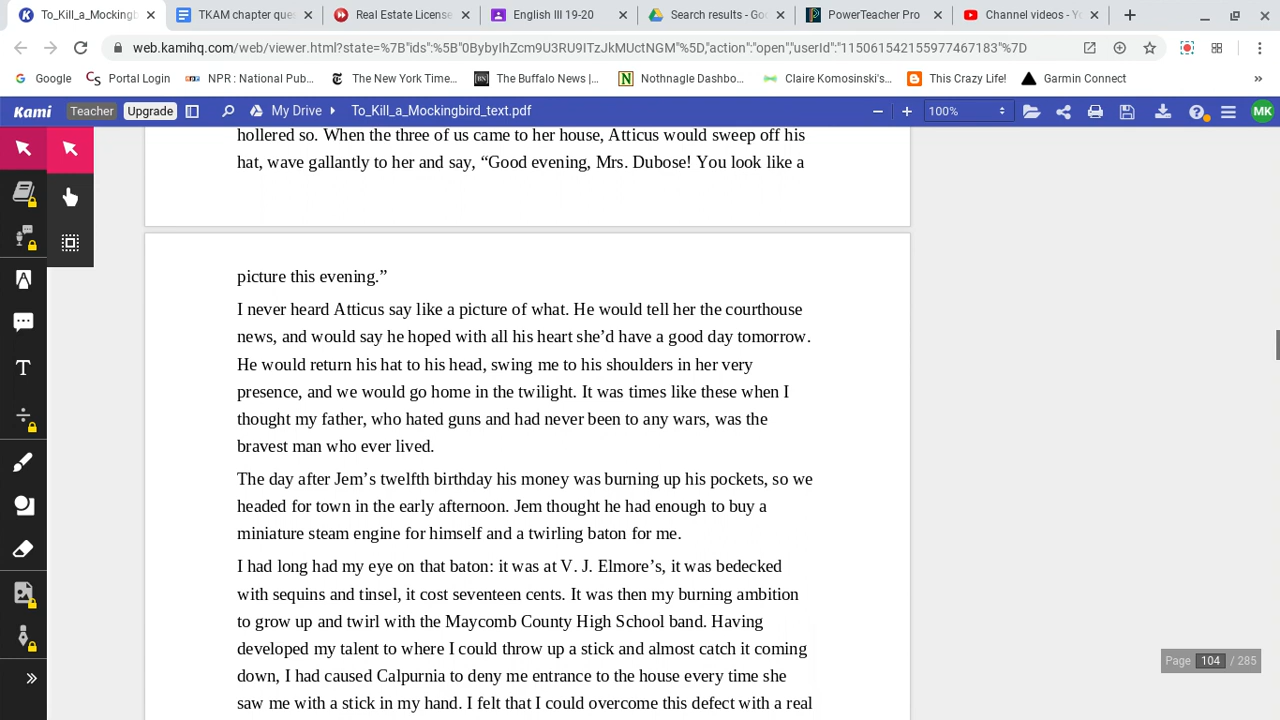 To_Kill_a_Mockingb
TKAM chapter ques
Real Estate License
English III 19-20
Search results - Goo
PowerTeacher Pro
Channel videos - Yo
web.kamihq.com/web/viewer.html?state=%7B"ids":%5B"0BybyIhZcm9U3RU9ITzJkMUctNGM"%5D,"action":"open","userId":"115061542155977467183"%7D
Google
Portal Login
NPR : National Pub...
The New York Time...
The Buffalo News |...
Nothnagle Dashbo...
Claire Komosinski's...
This Crazy Life!
Garmin Connect
»
Kami
Teacher
Upgrade
My Drive
To_Kill_a_Mockingbird_text.pdf
100%
MK
hollered so. When the three of us came to her house, Atticus would sweep off his
hat, wave gallantly to her and say, “Good evening, Mrs. Dubose! You look like a
picture this evening.”
I never heard Atticus say like a picture of what. He would tell her the courthouse
news, and would say he hoped with all his heart she’d have a good day tomorrow.
He would return his hat to his head, swing me to his shoulders in her very
presence, and we would go home in the twilight. It was times like these when I
thought my father, who hated guns and had never been to any wars, was the
bravest man who ever lived.
The day after Jem’s twelfth birthday his money was burning up his pockets, so we
headed for town in the early afternoon. Jem thought he had enough to buy a
miniature steam engine for himself and a twirling baton for me.
I had long had my eye on that baton: it was at V. J. Elmore’s, it was bedecked
with sequins and tinsel, it cost seventeen cents. It was then my burning ambition
to grow up and twirl with the Maycomb County High School band. Having
developed my talent to where I could throw up a stick and almost catch it coming
down, I had caused Calpurnia to deny me entrance to the house every time she
saw me with a stick in my hand. I felt that I could overcome this defect with a real
Page 104 / 285